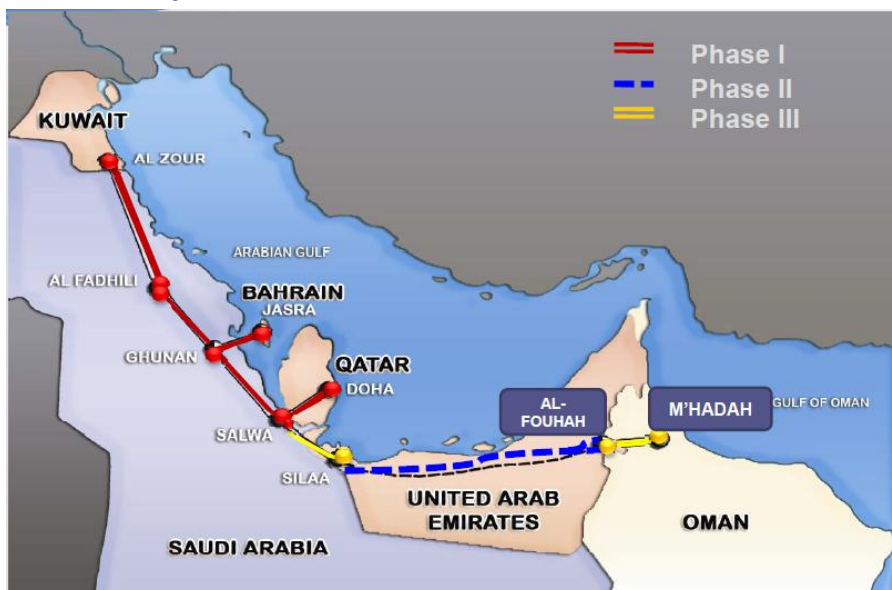 Phase I
Phase II
Phase III
KUWAIT
AL ZOUR
ARABIAN GULF
AL FADHILI
BAHRAIN
JASRA
GHUNAN
QATAR
DOHA
AL-
FOUHAH
M'HADAH
GULF OF OMAN
SALWA
SILAA
UNITED ARAB
EMIRATES
OMAN
SAUDI ARABIA